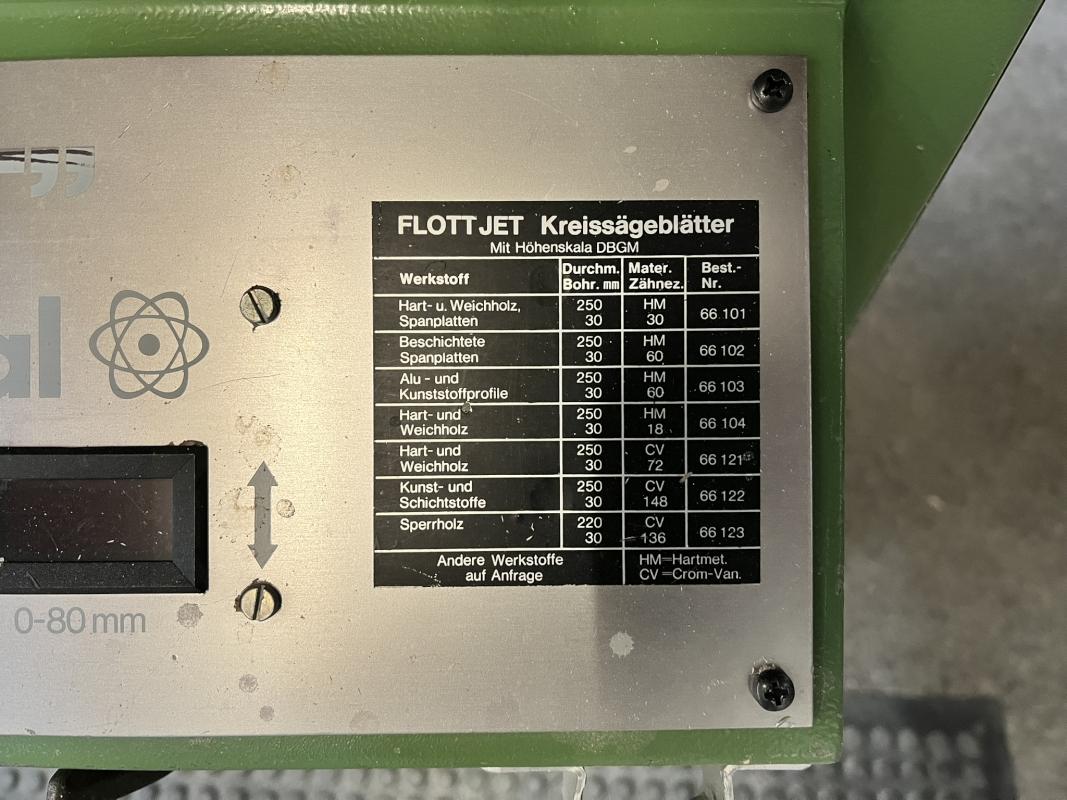 ”
al
0-80 mm
FLOTTJET Kreissägeblätter
Mit Höhenskala DBGM
Werkstoff Durchm. Bohr. mm Mater. Zähnez. Best.- Nr.
Hart- u. Weichholz, 250 HM 66 101
Spanplatten 30 30
Beschichtete 250 HM 66 102
Spanplatten 30 60
Alu - und 250 HM 66 103
Kunststoffprofile 30 60
Hart- und 250 HM 66 104
Weichholz 30 18
Hart- und 250 CV 66 121
Weichholz 30 72
Kunst- und 250 CV 66 122
Schichtstoffe 30 148
Sperrholz 220 CV 66 123
30 136
Andere Werkstoffe HM=Hartmet.
auf Anfrage CV=Crom-Van.